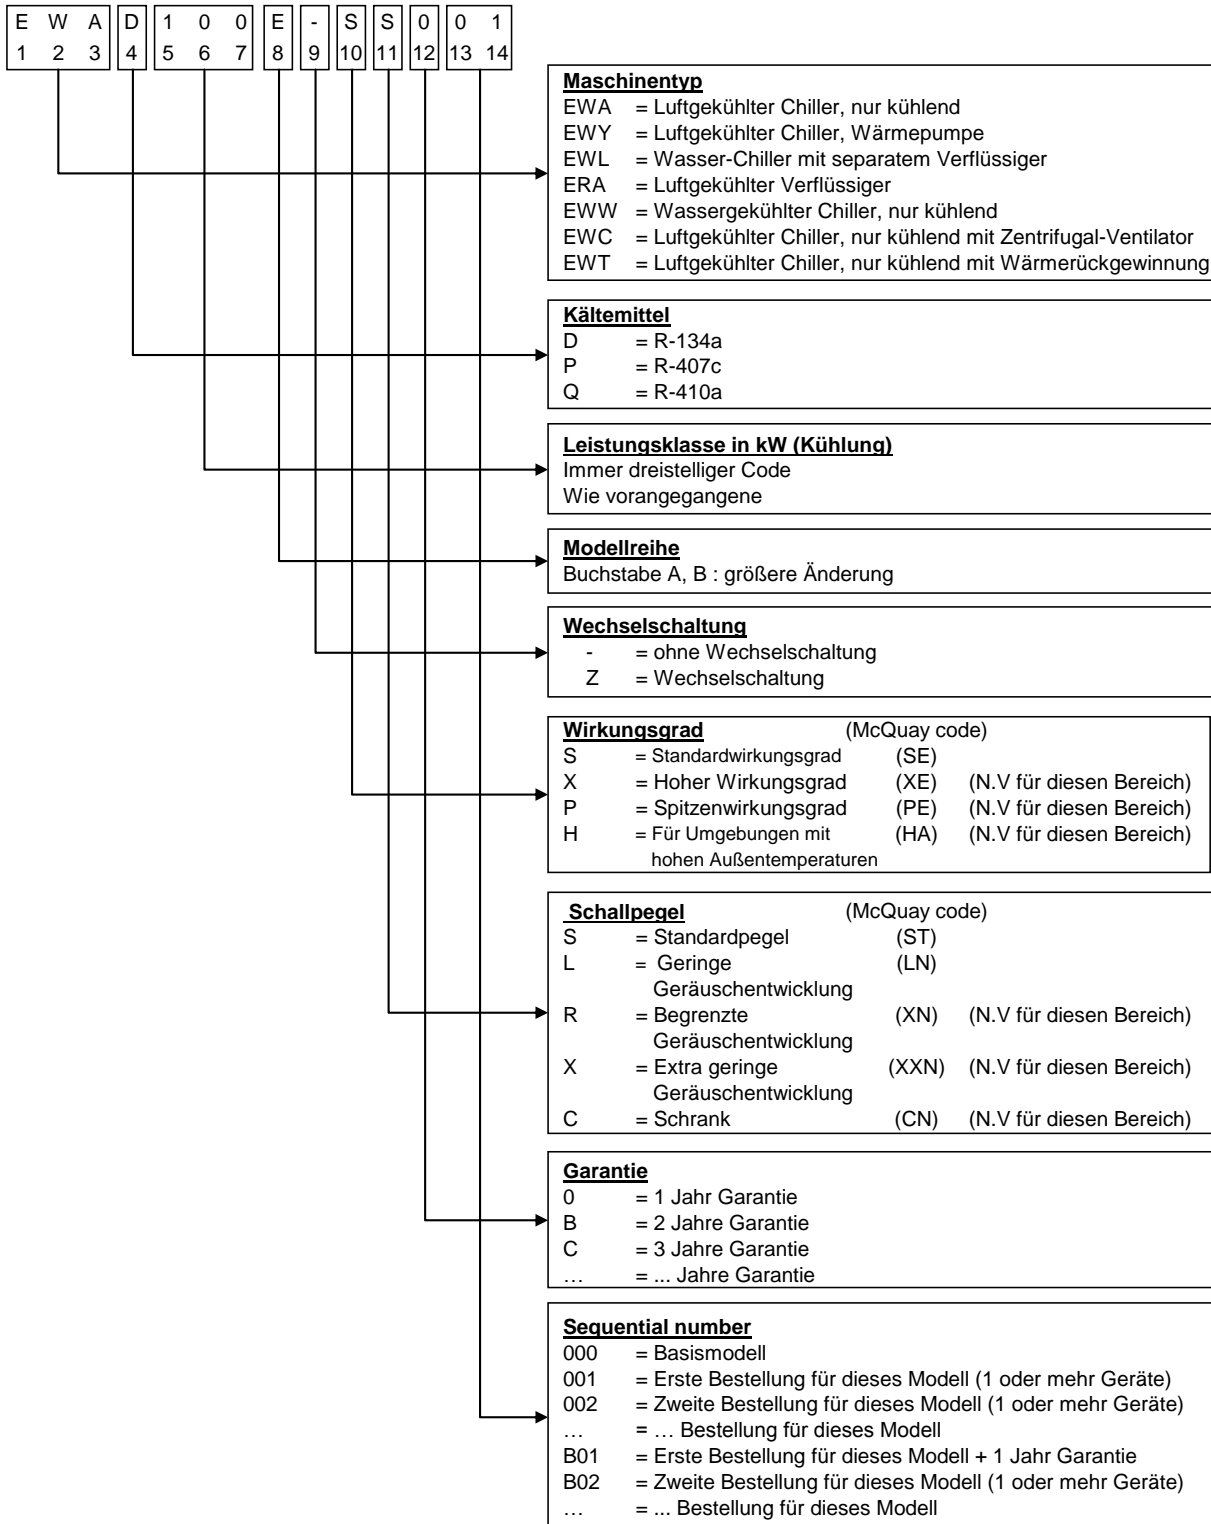 E W A D 1 0 0 E - S S 0 0 1
1 2 3 4 5 6 7 8 9 10 11 12 13 14
Maschinentyp
EWA = Luftgekühlter Chiller, nur kühlend
EWY = Luftgekühlter Chiller, Wärmepumpe
EWL = Wasser-Chiller mit separatem Verflüssiger
ERA = Luftgekühlter Verflüssiger
EWW = Wassergekühlter Chiller, nur kühlend
EWC = Luftgekühlter Chiller, nur kühlend mit Zentrifugal-Ventilator
EWT = Luftgekühlter Chiller, nur kühlend mit Wärmerückgewinnung
Kältemittel
D = R-134a
P = R-407c
Q = R-410a
Leistungsklasse in kW (Kühlung)
Immer dreistelliger Code
Wie vorangegangene
Modellreihe
Buchstabe A, B : größere Änderung
Wechselschaltung
- = ohne Wechselschaltung
Z = Wechselschaltung
Wirkungsgrad (McQuay code)
S = Standardwirkungsgrad (SE)
X = Hoher Wirkungsgrad (XE) (N.V für diesen Bereich)
P = Spitzenwirkungsgrad (PE) (N.V für diesen Bereich)
H = Für Umgebungen mit (HA) (N.V für diesen Bereich)
hohen Außentemperaturen
Schallpegel (McQuay code)
S = Standardpegel (ST)
L = Geringe (LN)
Geräuschentwicklung
R = Begrenzte (XN) (N.V für diesen Bereich)
Geräuschentwicklung
X = Extra geringe (XXN) (N.V für diesen Bereich)
Geräuschentwicklung
C = Schrank (CN) (N.V für diesen Bereich)
Garantie
0 = 1 Jahr Garantie
B = 2 Jahre Garantie
C = 3 Jahre Garantie
… = ... Jahre Garantie
Sequential number
000 = Basismodell
001 = Erste Bestellung für dieses Modell (1 oder mehr Geräte)
002 = Zweite Bestellung für dieses Modell (1 oder mehr Geräte)
… = … Bestellung für dieses Modell
B01 = Erste Bestellung für dieses Modell + 1 Jahr Garantie
B02 = Zweite Bestellung für dieses Modell (1 oder mehr Geräte)
… = ... Bestellung für dieses Modell